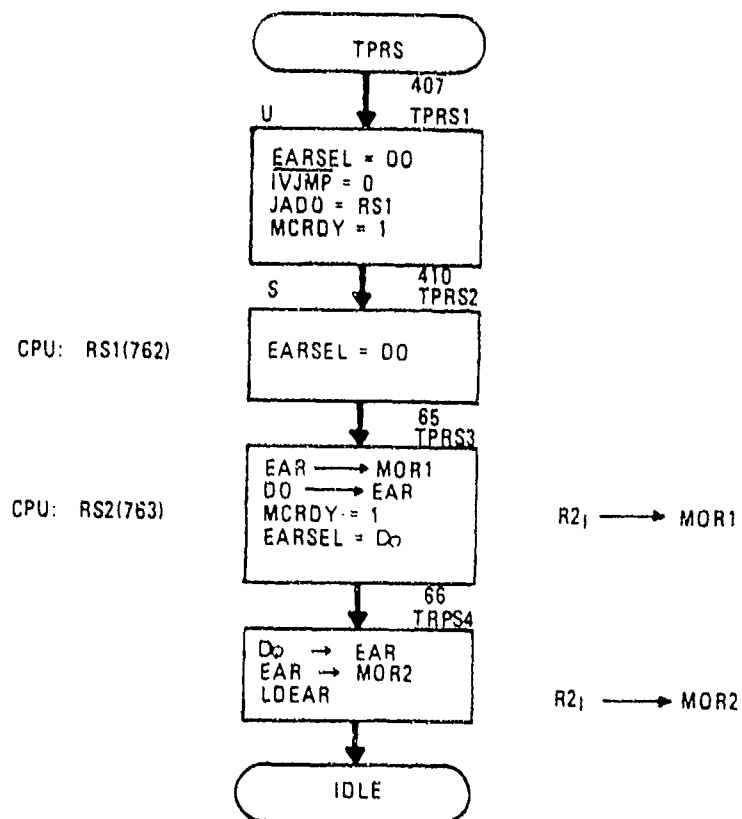 TPRS
407
U TPRS1
EARSEL = DO
IVJMP = 0
JADO = RS1
MCRDY = 1
410
S TPRS2
CPU: RS1(762) EARSEL = DO
65
TPRS3
EAR → MOR1
DO → EAR
CPU: RS2(763) MCRDY = 1 R2I → MOR1
EARSEL = Do
66
TRPS4
Do → EAR
EAR → MOR2
LDEAR R2I → MOR2
IDLE